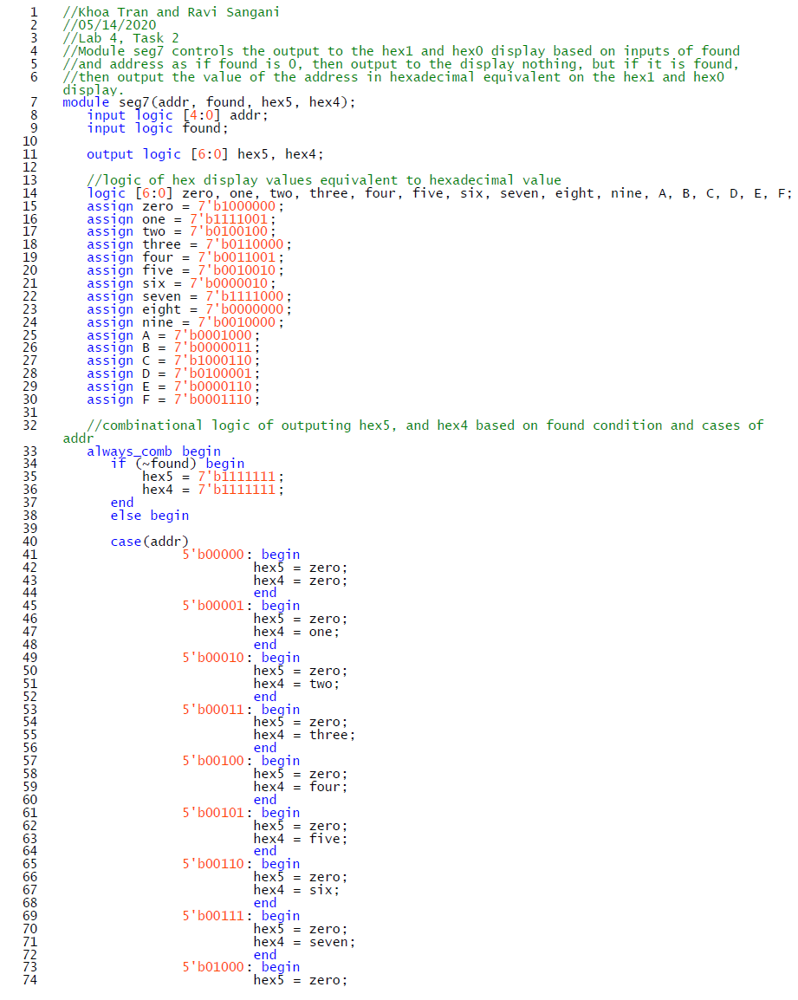 1 //Khoa Tran and Ravi Sangani
2 //05/14/2020
3 //Lab 4, Task 2
4 //Module seg7 controls the output to the hex1 and hex0 display based on inputs of found
5 //and address as if found is 0, then output to the display nothing, but if it is found,
6 //then output the value of the address in hexadecimal equivalent on the hex1 and hex0
display.
7 module seg7(addr, found, hex5, hex4);
8 input logic [4:0] addr;
9 input logic found;
10
11 output logic [6:0] hex5, hex4;
12
13 //logic of hex display values equivalent to hexadecimal value
14 logic [6:0] zero, one, two, three, four, five, six, seven, eight, nine, A, B, C, D, E, F;
15 assign zero = 7'b1000000;
16 assign one = 7'b1111001;
17 assign two = 7'b0100100;
18 assign three = 7'b0110000;
19 assign four = 7'b0011001;
20 assign five = 7'b0010010;
21 assign six = 7'b0000010;
22 assign seven = 7'b1111000;
23 assign eight = 7'b0000000;
24 assign nine = 7'b0010000;
25 assign A = 7'b0001000;
26 assign B = 7'b0000011;
27 assign C = 7'b1000110;
28 assign D = 7'b0100001;
29 assign E = 7'b0000110;
30 assign F = 7'b0001110;
31
32 //combinational logic of outputing hex5, and hex4 based on found condition and cases of
addr
33 always_comb begin
34 if (~found) begin
35 hex5 = 7'b1111111;
36 hex4 = 7'b1111111;
37 end
38 else begin
39
40 case(addr)
41 5'b00000: begin
42 hex5 = zero;
43 hex4 = zero;
44 end
45 5'b00001: begin
46 hex5 = zero;
47 hex4 = one;
48 end
49 5'b00010: begin
50 hex5 = zero;
51 hex4 = two;
52 end
53 5'b00011: begin
54 hex5 = zero;
55 hex4 = three;
56 end
57 5'b00100: begin
58 hex5 = zero;
59 hex4 = four;
60 end
61 5'b00101: begin
62 hex5 = zero;
63 hex4 = five;
64 end
65 5'b00110: begin
66 hex5 = zero;
67 hex4 = six;
68 end
69 5'b00111: begin
70 hex5 = zero;
71 hex4 = seven;
72 end
73 5'b01000: begin
74 hex5 = zero;